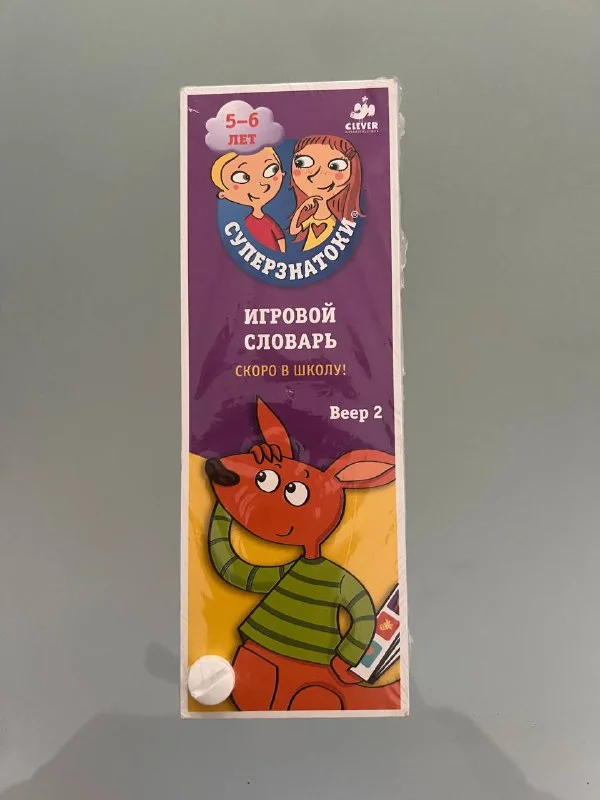 5–6
ЛЕТ
CLEVER
СУПЕРЗНАТОКИ®
ИГРОВОЙ
СЛОВАРЬ
СКОРО В ШКОЛУ!
Веер 2